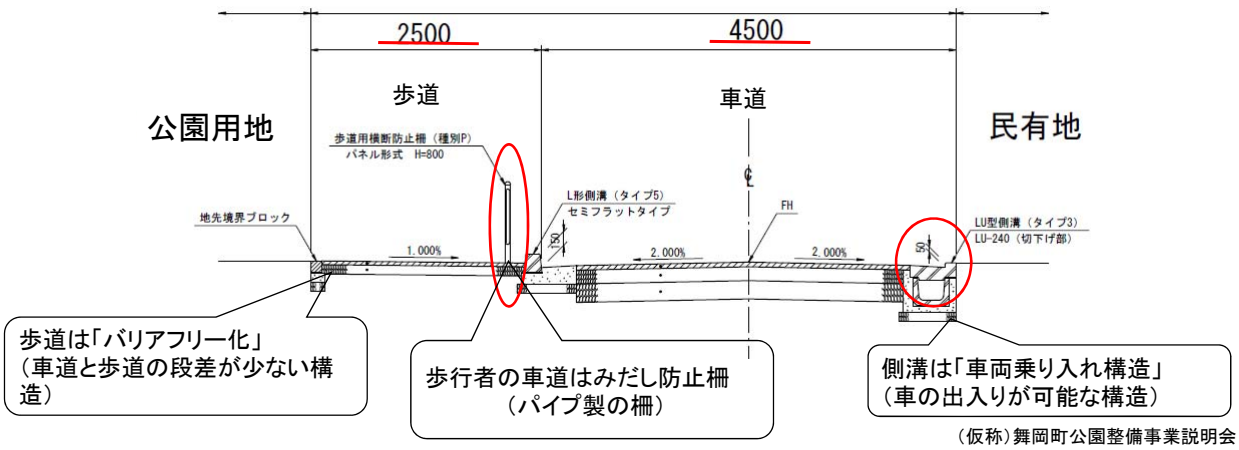 2500
4500
歩道
車道
公園用地
民有地
歩道用横断防止柵（種別P）
パネル形式 H=800
L形側溝（タイプ5）
セミフラットタイプ
地先境界ブロック
FH
LU型側溝（タイプ3）
LU-240（切下げ部）
150
50
1.000%
2.000%
2.000%
歩道は「バリアフリー化」
（車道と歩道の段差が少ない構
造）
歩行者の車道はみだし防止柵
（パイプ製の柵）
側溝は「車両乗り入れ構造」
（車の出入りが可能な構造）
（仮称）舞岡町公園整備事業説明会